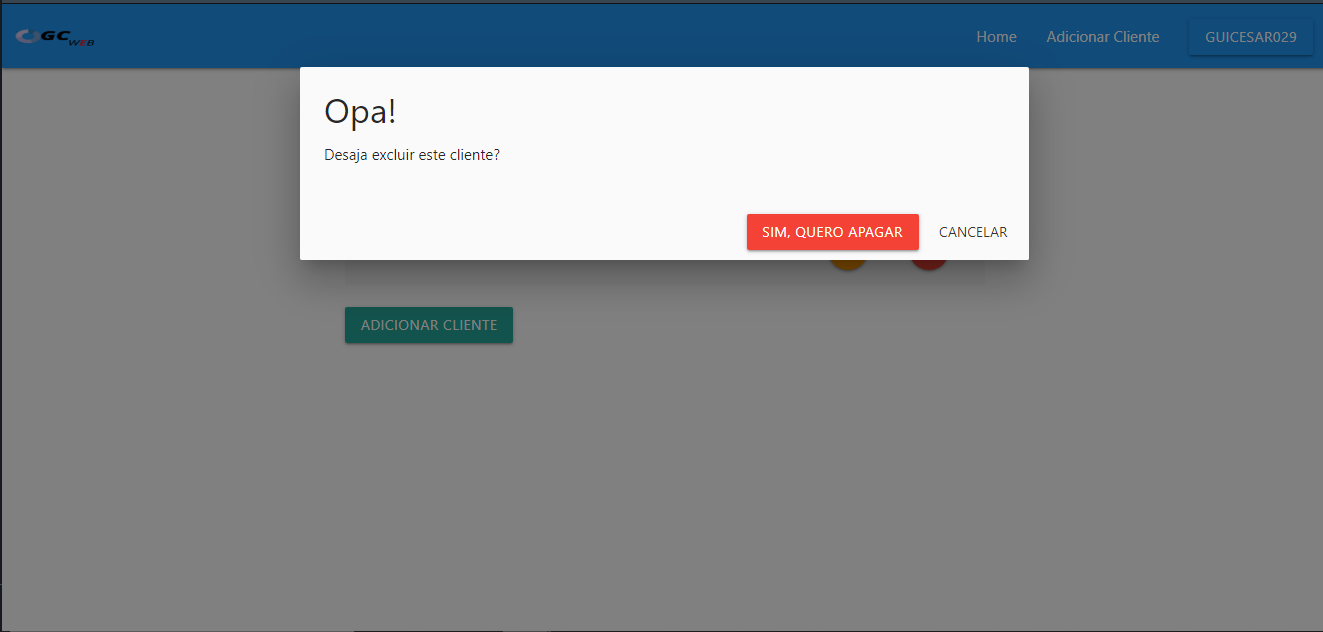 GC WEB
Home Adicionar Cliente GUICESAR029
Opa!
Desaja excluir este cliente?
SIM, QUERO APAGAR CANCELAR
ADICIONAR CLIENTE